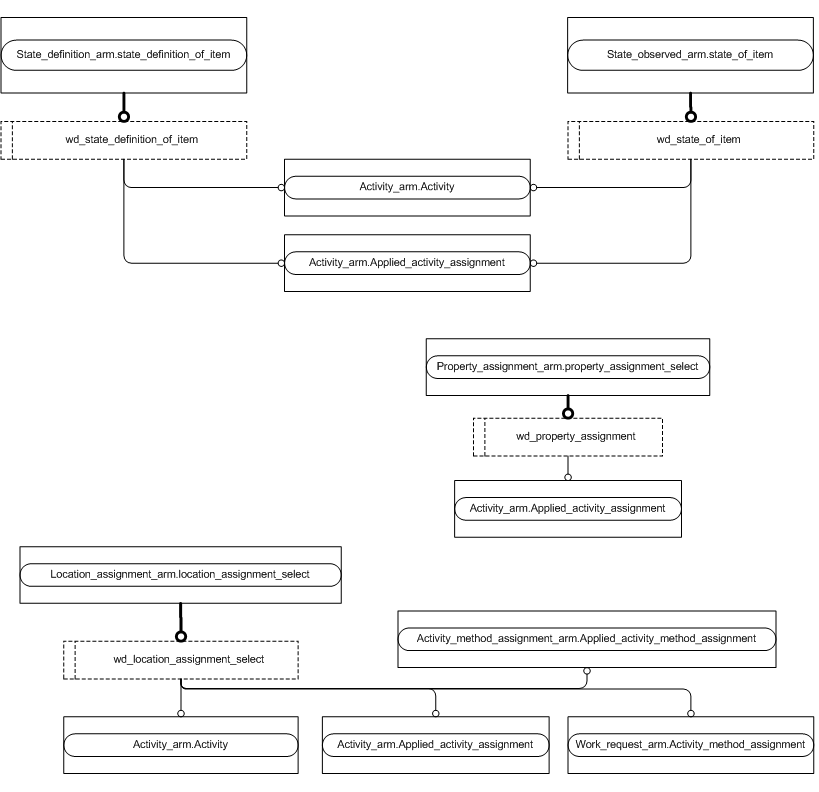 State_definition_arm.state_definition_of_item
State_observed_arm.state_of_item
wd_state_definition_of_item
wd_state_of_item
Activity_arm.Activity
Activity_arm.Applied_activity_assignment
Property_assignment_arm.property_assignment_select
wd_property_assignment
Activity_arm.Applied_activity_assignment
Location_assignment_arm.location_assignment_select
Activity_method_assignment_arm.Applied_activity_method_assignment
wd_location_assignment_select
Activity_arm.Activity
Activity_arm.Applied_activity_assignment
Work_request_arm.Activity_method_assignment